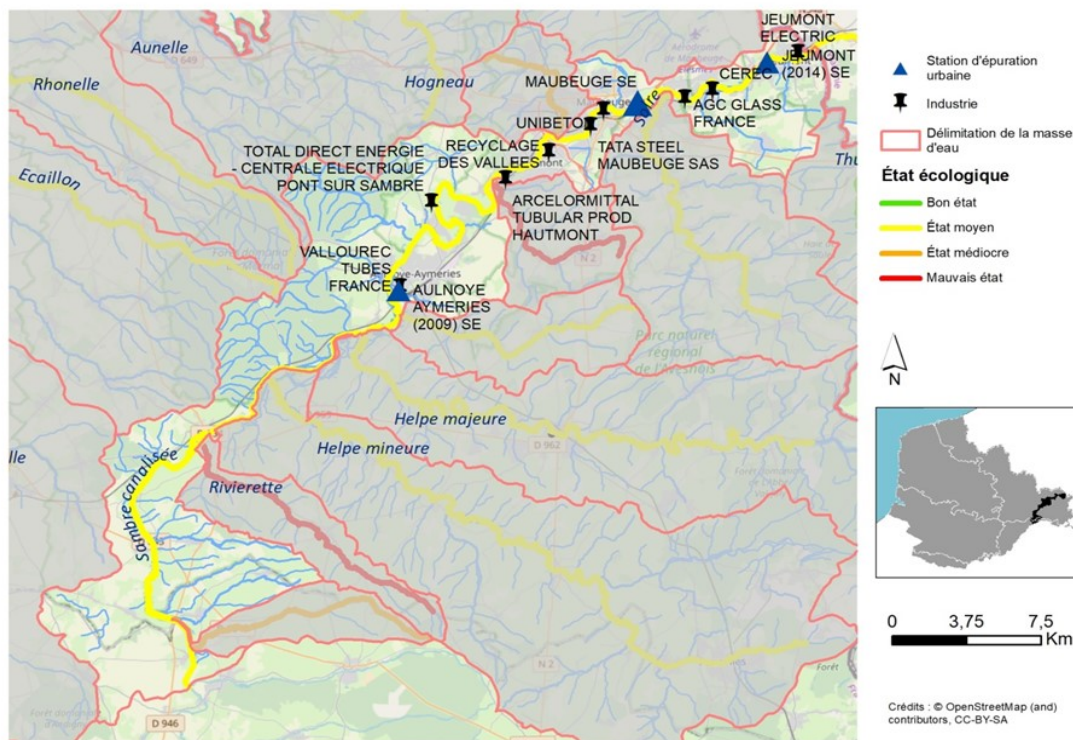 Aunelle
D 649
Rhonelle
Hogneau
Ecaillon
JEUMONT
ELECTRIC
JEUMONT
(2014) SE
CEREC
MAUBEUGE SE
AGC GLASS
FRANCE
UNIBETO
TATA STEEL
MAUBEUGE SAS
RECYCLAGE
DES VALLEES
TOTAL DIRECT ENERGIE
- CENTRALE ELECTRIQUE
PONT SUR SAMBRE
ARCELORMITTAL
TUBULAR PROD
HAUTMONT
N 2
VALLOUREC
TUBES
FRANCE
AULNOYE
AYMERIES
(2009) SE
Parc naturel
régional
de l'Avesnois
Helpe majeure
D 962
Helpe mineure
Rivierette
Sambre canalisée
N 2
D 946
Station d'épuration
urbaine
Industrie
Délimitation de la masse
d'eau
État écologique
Bon état
État moyen
État médiocre
Mauvais état
N
0 3,75 7,5
Km
Crédits : © OpenStreetMap (and)
contributors, CC-BY-SA